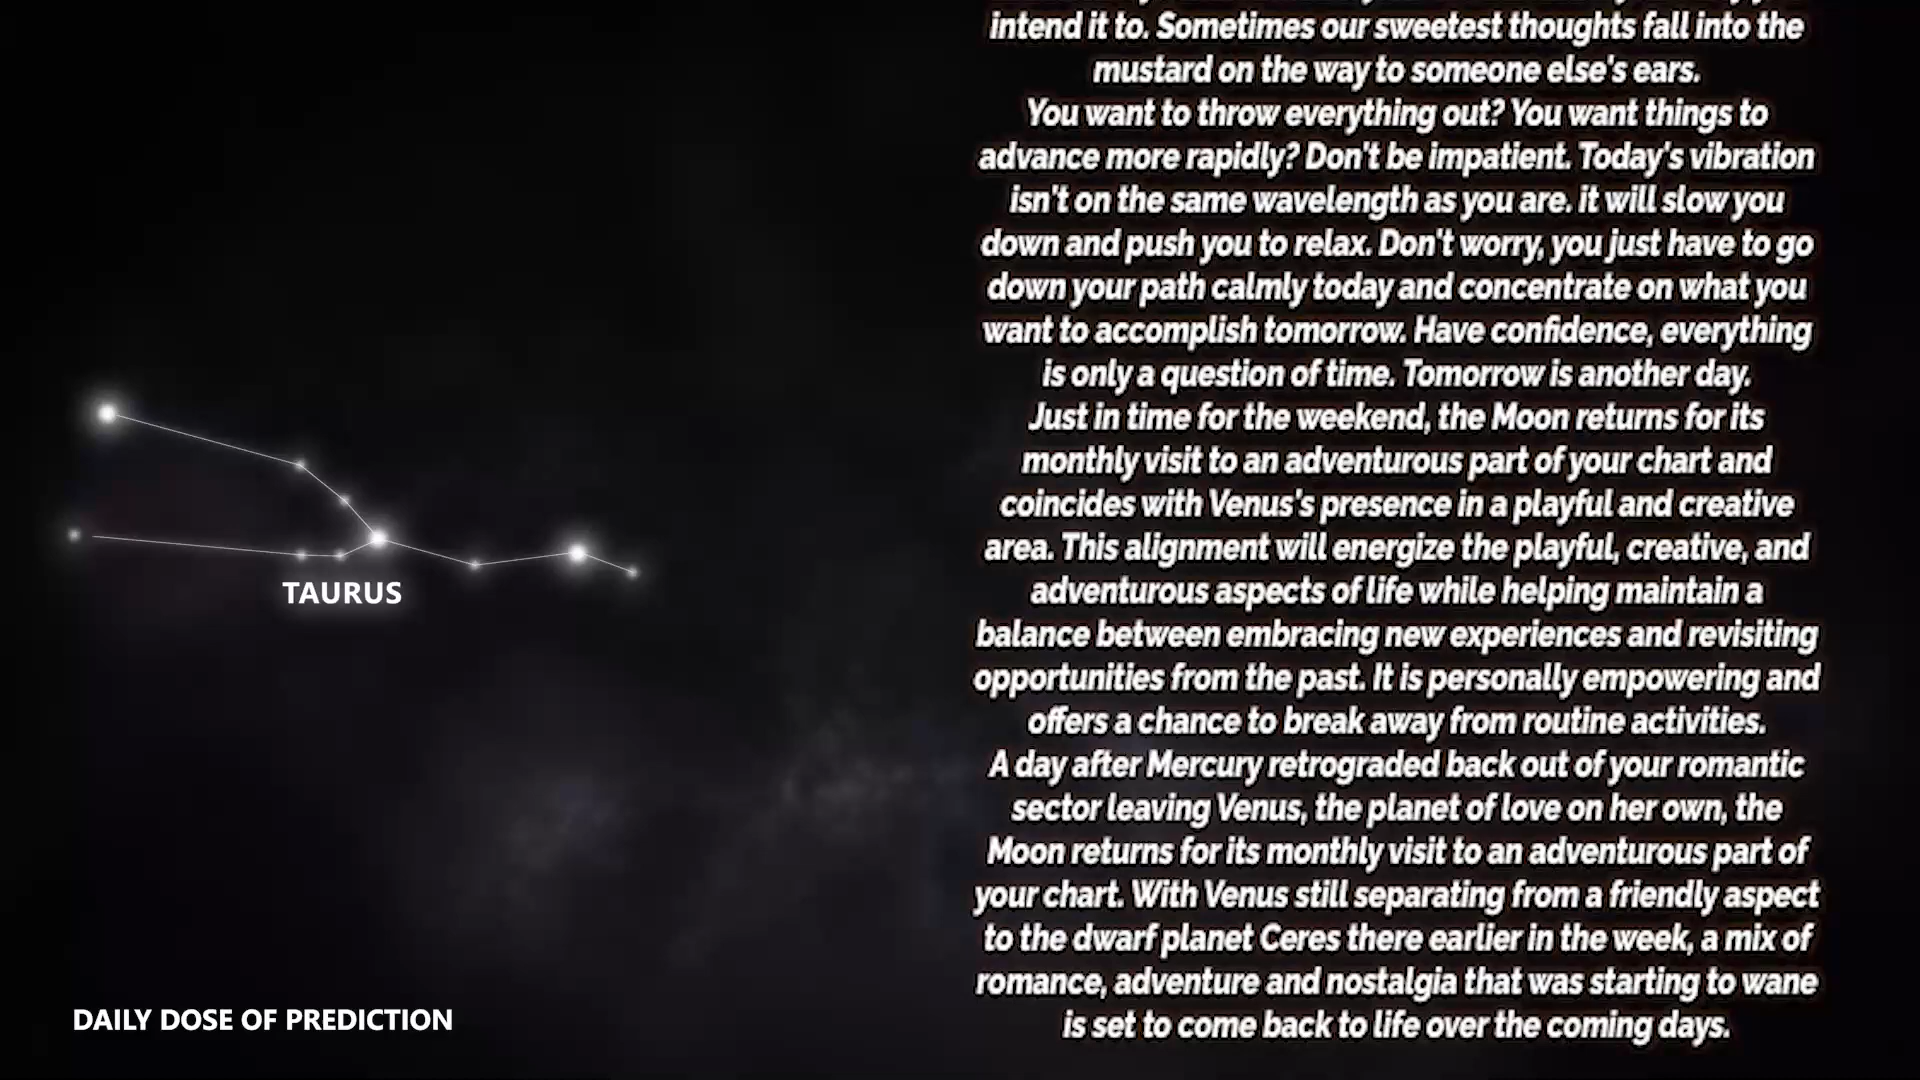 intend it to. Sometimes our sweetest thoughts fall into the
mustard on the way to someone else's ears.
You want to throw everything out? You want things to
advance more rapidly? Don't be impatient. Today's vibration
isn't on the same wavelength as you are. it will slow you
down and push you to relax. Don't worry, you just have to go
down your path calmly today and concentrate on what you
want to accomplish tomorrow. Have confidence, everything
is only a question of time. Tomorrow is another day.
Just in time for the weekend, the Moon returns for its
monthly visit to an adventurous part of your chart and
coincides with Venus's presence in a playful and creative
area. This alignment will energize the playful, creative, and
adventurous aspects of life while helping maintain a
balance between embracing new experiences and revisiting
opportunities from the past. It is personally empowering and
offers a chance to break away from routine activities.
A day after Mercury retrograded back out of your romantic
sector leaving Venus, the planet of love on her own, the
Moon returns for its monthly visit to an adventurous part of
your chart. With Venus still separating from a friendly aspect
to the dwarf planet Ceres there earlier in the week, a mix of
romance, adventure and nostalgia that was starting to wane
is set to come back to life over the coming days.
TAURUS
DAILY DOSE OF PREDICTION